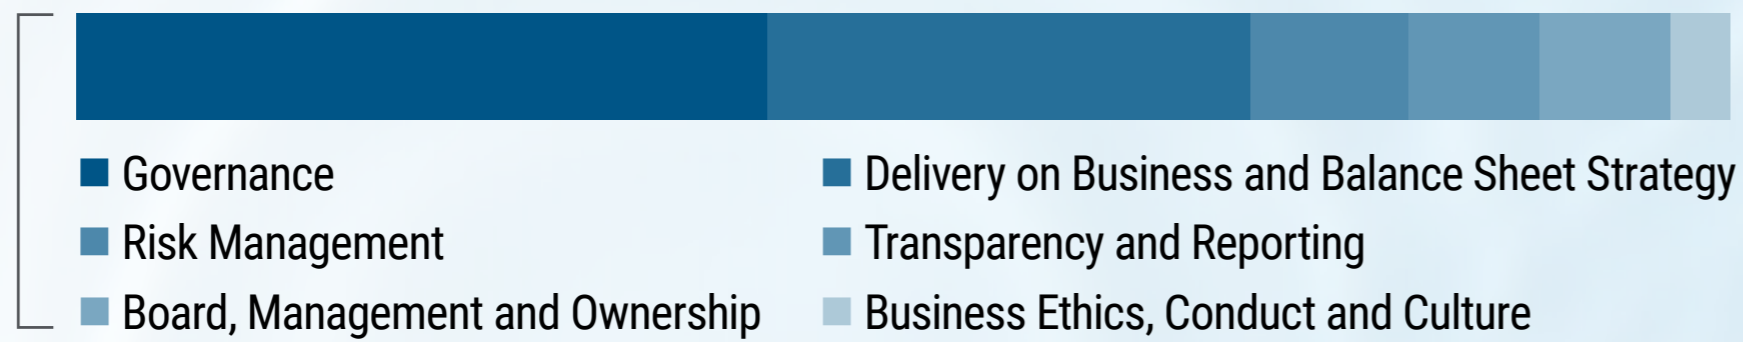 Governance
Delivery on Business and Balance Sheet Strategy
Risk Management
Transparency and Reporting
Board, Management and Ownership
Business Ethics, Conduct and Culture